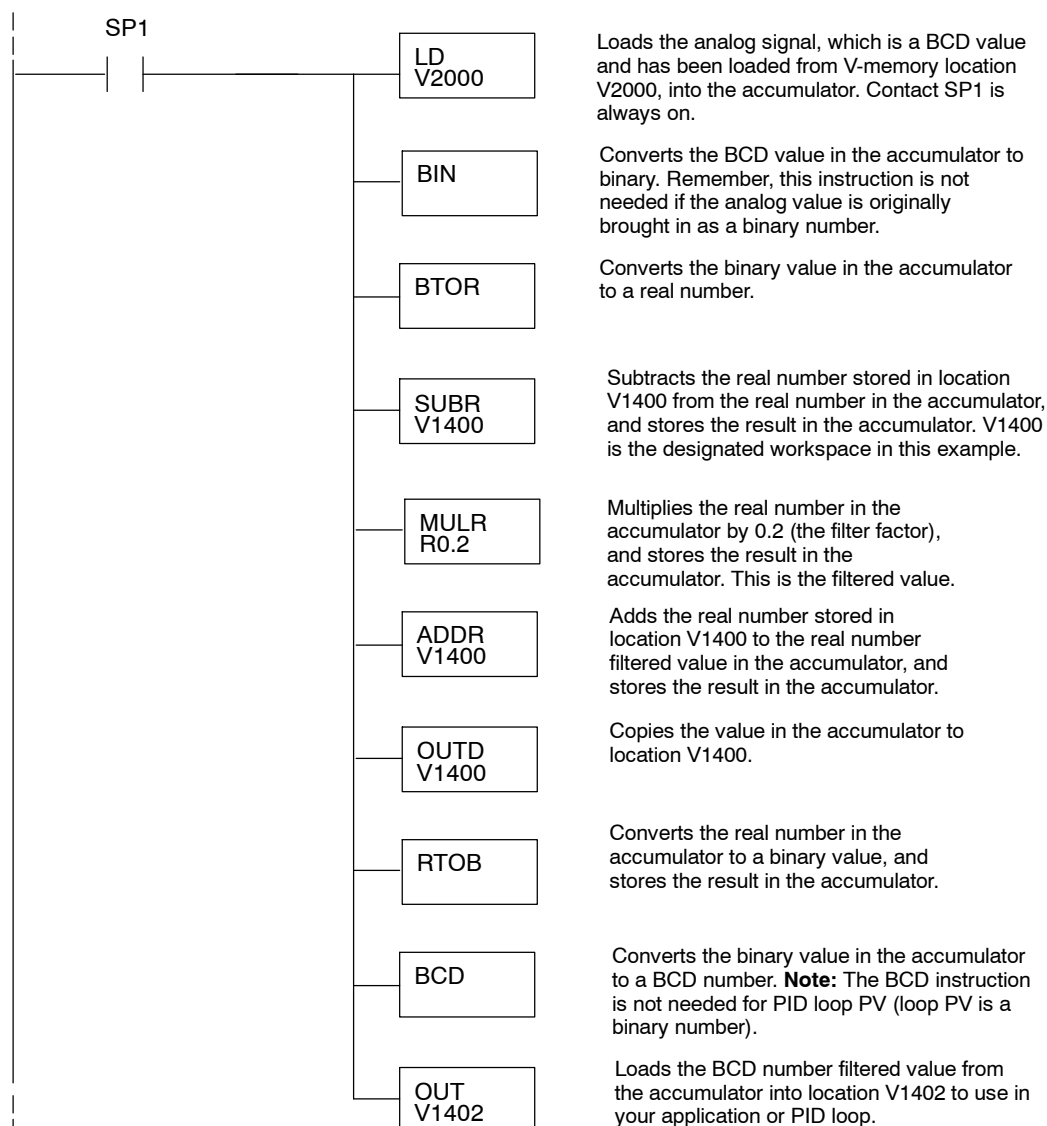 SP1
LD
V2000
Loads the analog signal, which is a BCD value
and has been loaded from V-memory location
V2000, into the accumulator. Contact SP1 is
always on.
BIN
Converts the BCD value in the accumulator to
binary. Remember, this instruction is not
needed if the analog value is originally
brought in as a binary number.
BTOR
Converts the binary value in the accumulator
to a real number.
SUBR
V1400
Subtracts the real number stored in location
V1400 from the real number in the accumulator,
and stores the result in the accumulator. V1400
is the designated workspace in this example.
MULR
R0.2
Multiplies the real number in the
accumulator by 0.2 (the filter factor),
and stores the result in the
accumulator. This is the filtered value.
ADDR
V1400
Adds the real number stored in
location V1400 to the real number
filtered value in the accumulator, and
stores the result in the accumulator.
OUTD
V1400
Copies the value in the accumulator to
location V1400.
RTOB
Converts the real number in the
accumulator to a binary value, and
stores the result in the accumulator.
BCD
Converts the binary value in the accumulator
to a BCD number. Note: The BCD instruction
is not needed for PID loop PV (loop PV is a
binary number).
OUT
V1402
Loads the BCD number filtered value from
the accumulator into location V1402 to use in
your application or PID loop.